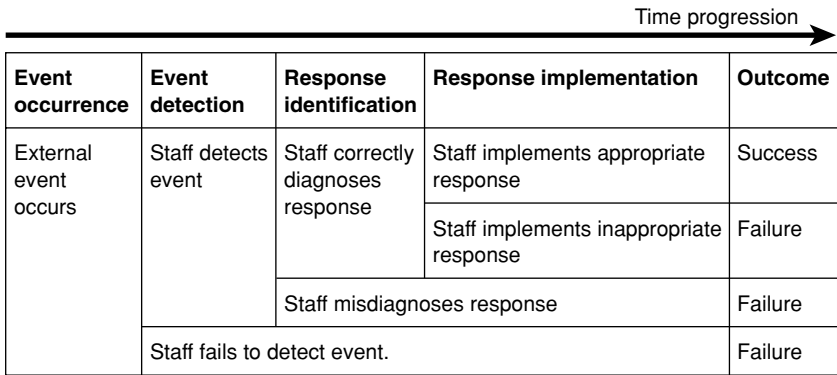 Time progression
Event occurrence
Event detection
Response identification
Response implementation
Outcome
External event occurs
Staff detects event
Staff correctly diagnoses response
Staff implements appropriate response
Success
Staff implements inappropriate response
Failure
Staff misdiagnoses response
Failure
Staff fails to detect event.
Failure